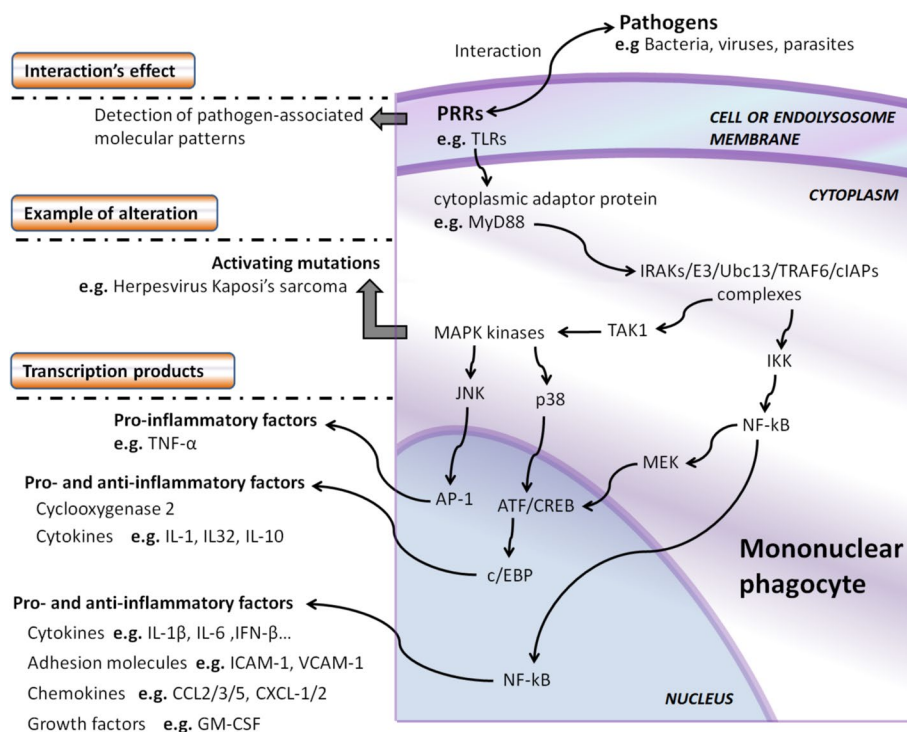 Pathogens
e.g Bacteria, viruses, parasites
Interaction
Interaction's effect
Detection of pathogen-associated
molecular patterns
PRRs
e.g. TLRs
CELL OR ENDOLYSOSOME
MEMBRANE
CYTOPLASM
cytoplasmic adaptor protein
e.g. MyD88
Example of alteration
Activating mutations
e.g. Herpesvirus Kaposi's sarcoma
IRAKs/E3/Ubc13/TRAF6/cIAPs
complexes
MAPK kinases
TAK1
IKK
Transcription products
JNK
p38
NF-kB
MEK
Pro-inflammatory factors
e.g. TNF-α
Pro- and anti-inflammatory factors
Cyclooxygenase 2
Cytokines e.g. IL-1, IL32, IL-10
AP-1
ATF/CREB
c/EBP
Mononuclear
phagocyte
Pro- and anti-inflammatory factors
Cytokines e.g. IL-1β, IL-6 ,IFN-β...
Adhesion molecules e.g. ICAM-1, VCAM-1
Chemokines e.g. CCL2/3/5, CXCL-1/2
Growth factors e.g. GM-CSF
NF-kB
NUCLEUS